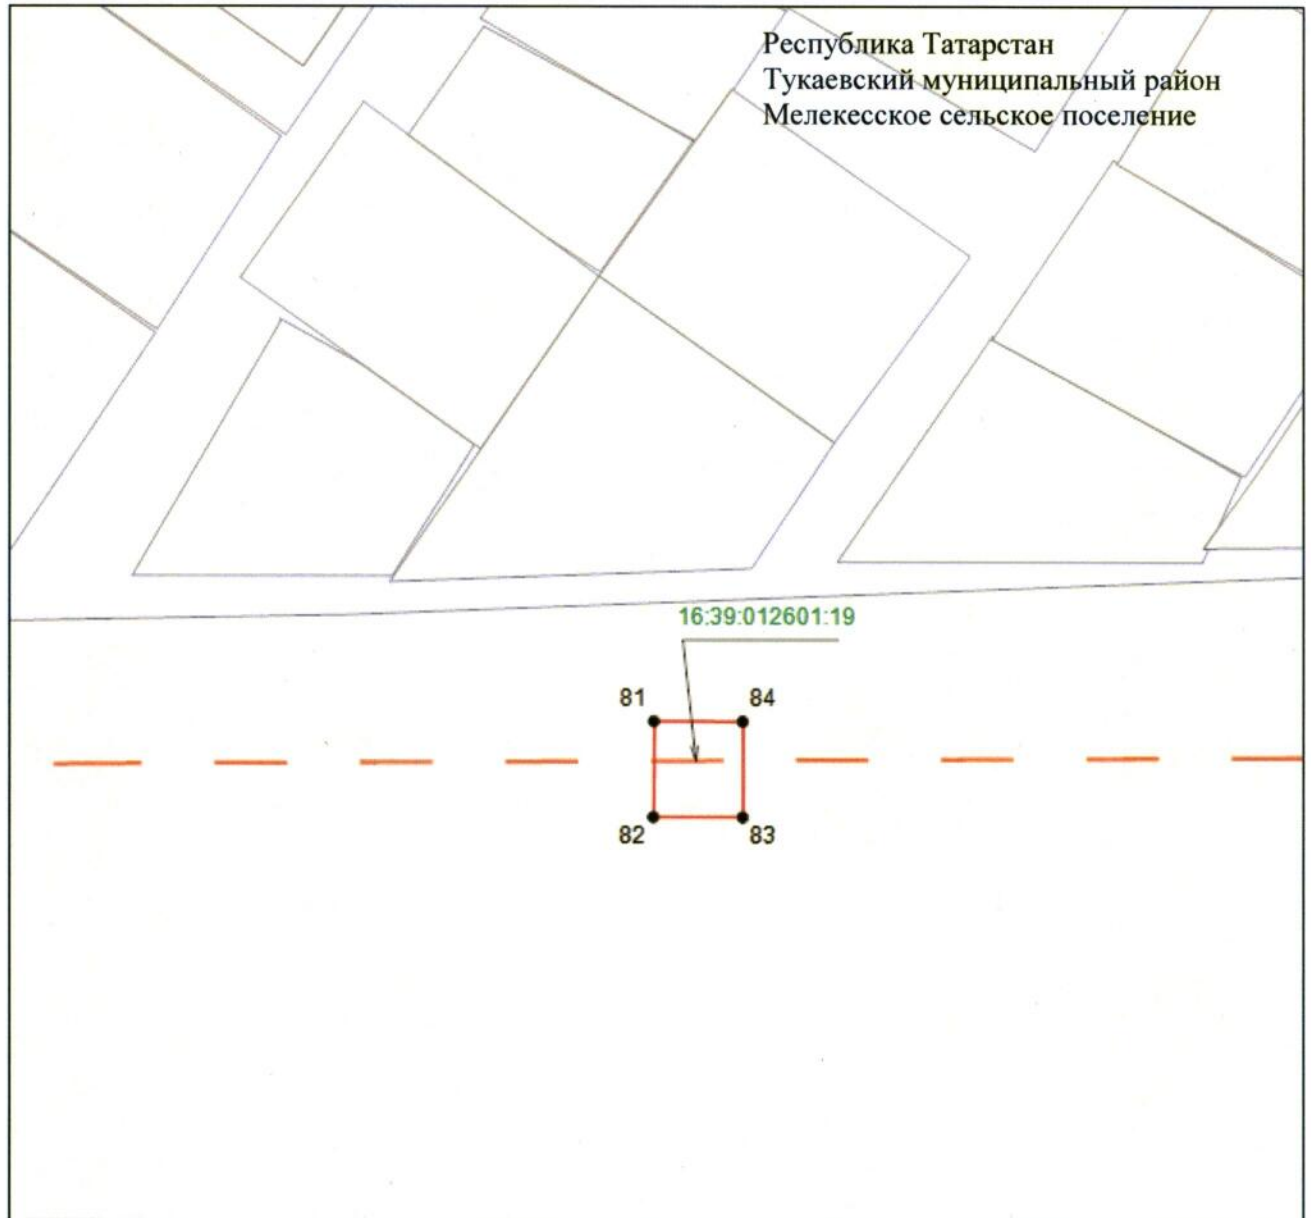 Республика Татарстан
Тукаевский муниципальный район
Мелекесское сельское поселение
16:39:012601:19
81
84
82
83